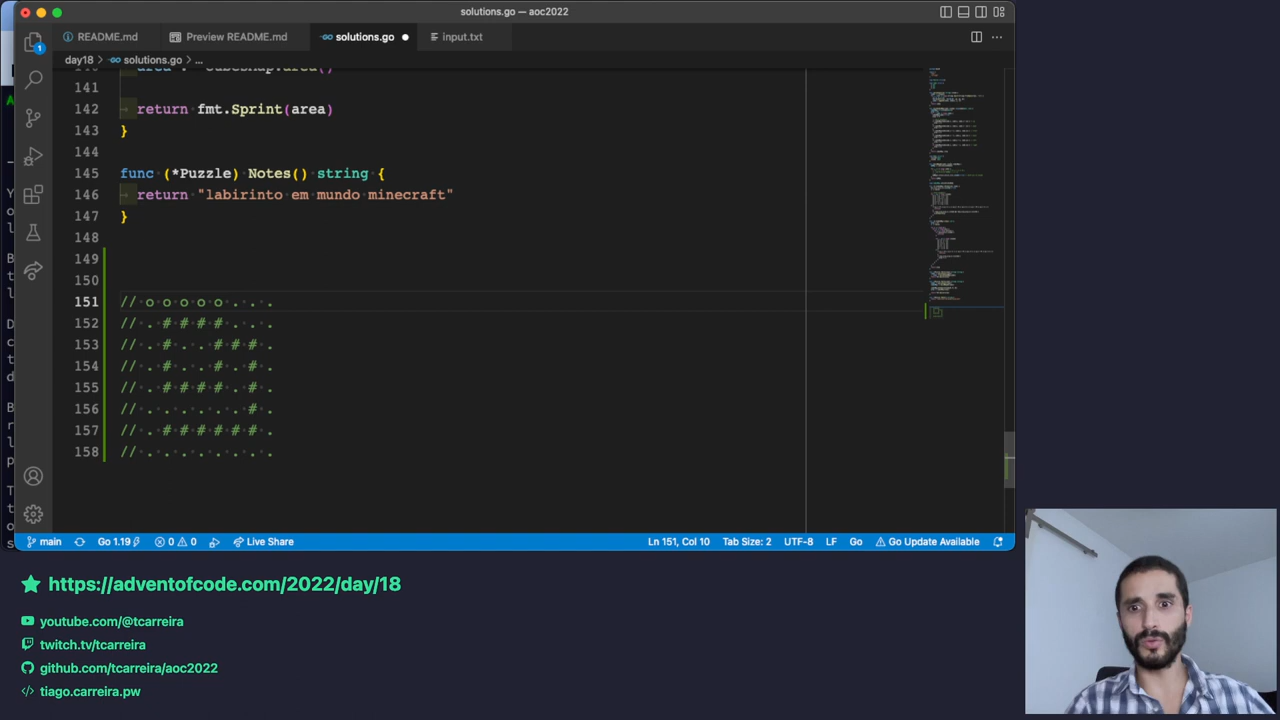 solutions.go — aoc2022
README.md
Preview README.md
solutions.go
input.txt
day18 > solutions.go > ...
141
142 return fmt.Sprint(area)
143 }
144
145 func (*Puzzle) Notes() string {
146 return "labirinto em mundo minecraft"
147 }
148
149
150
151 // o o o o o . . .
152 // . # # # # . . .
153 // . # . . # # # .
154 // . # . . # . # .
155 // . # # # # . # .
156 // . . . . . . # .
157 // . # # # # # # .
158 // . . . . . . . .
main
Go 1.19
0 0
Live Share
Ln 151, Col 10
Tab Size: 2
UTF-8
LF
Go
Go Update Available
https://adventofcode.com/2022/day/18
youtube.com/@tcarreira
twitch.tv/tcarreira
github.com/tcarreira/aoc2022
tiago.carreira.pw